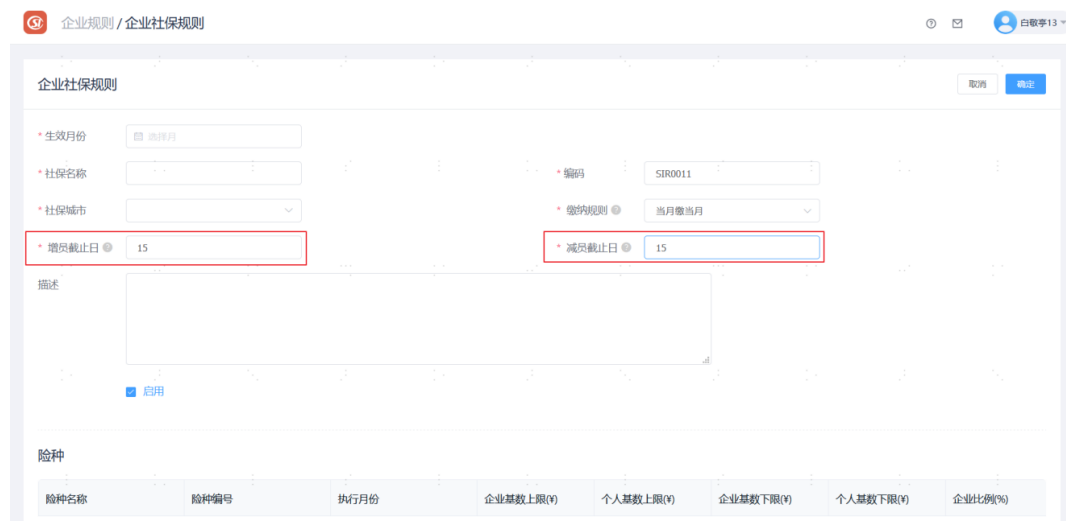 企业规则 / 企业社保规则
白敬亭13
企业社保规则
取消
确定
* 生效月份
选择月
* 社保名称
* 编码
SIR0011
* 社保城市
* 缴纳规则
当月缴当月
* 增员截止日
15
* 减员截止日
15
描述
启用
险种
险种名称 险种编号 执行月份 企业基数上限(¥) 个人基数上限(¥) 企业基数下限(¥) 个人基数下限(¥) 企业比例(%)